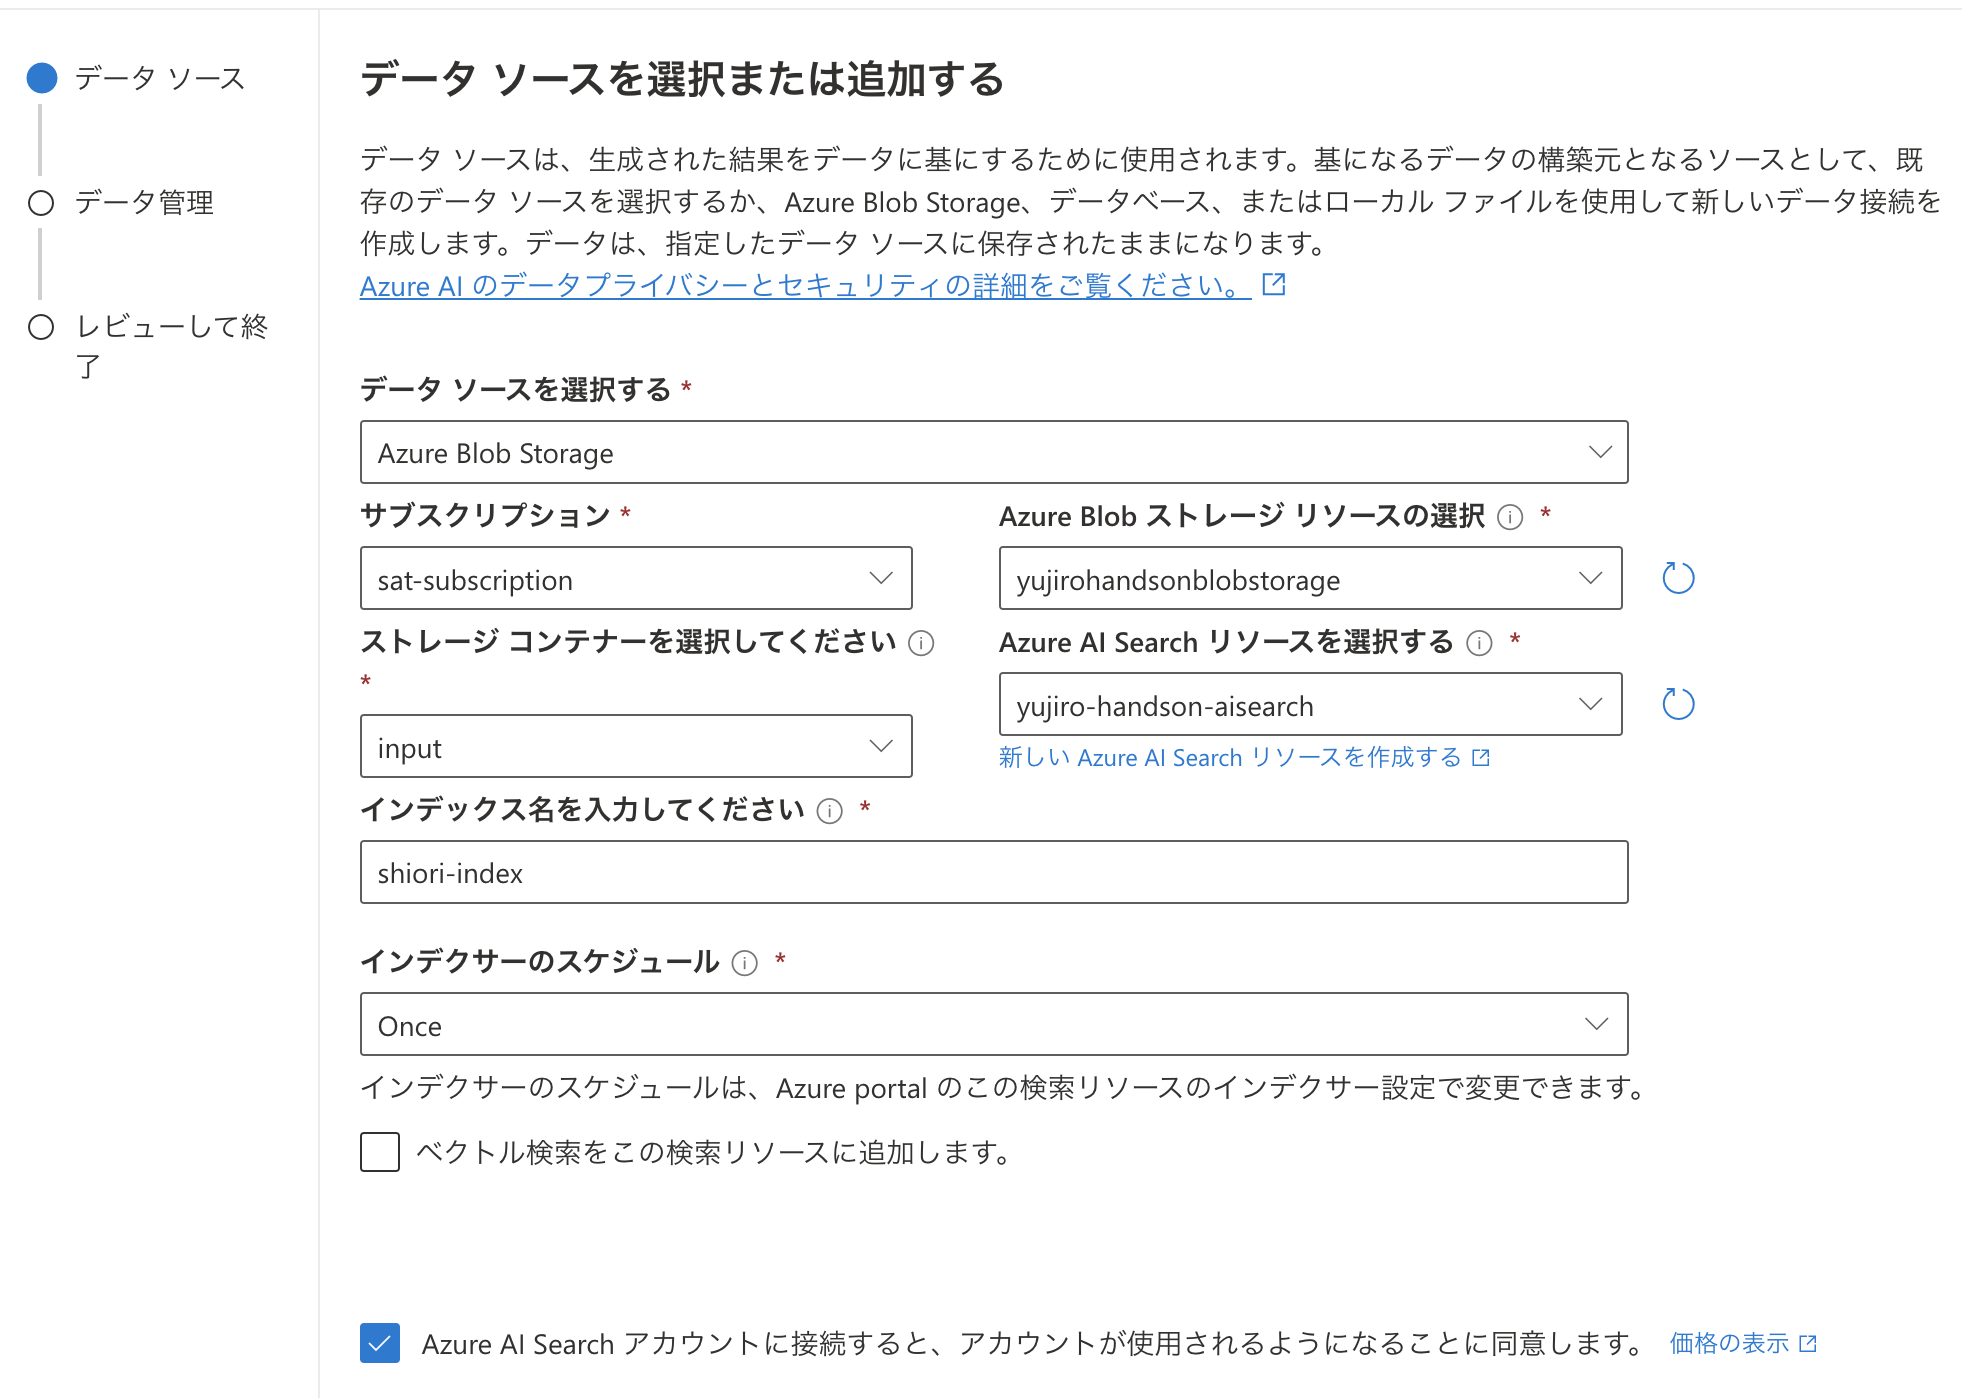 データ ソース
データ管理
レビューして終
了
データ ソースを選択または追加する
データ ソースは、生成された結果をデータに基にするために使用されます。基になるデータの構築元となるソースとして、既
存のデータ ソースを選択するか、Azure Blob Storage、データベース、またはローカル ファイルを使用して新しいデータ接続を
作成します。データは、指定したデータ ソースに保存されたままになります。
Azure AI のデータプライバシーとセキュリティの詳細をご覧ください。
データ ソースを選択する *
Azure Blob Storage
サブスクリプション *
sat-subscription
Azure Blob ストレージ リソースの選択 *
yujirohandsonblobstorage
ストレージ コンテナーを選択してください
*
input
Azure AI Search リソースを選択する *
yujiro-handson-aisearch
新しい Azure AI Search リソースを作成する
インデックス名を入力してください *
shiori-index
インデクサーのスケジュール *
Once
インデクサーのスケジュールは、Azure portal のこの検索リソースのインデクサー設定で変更できます。
ベクトル検索をこの検索リソースに追加します。
Azure AI Search アカウントに接続すると、アカウントが使用されるようになることに同意します。 価格の表示